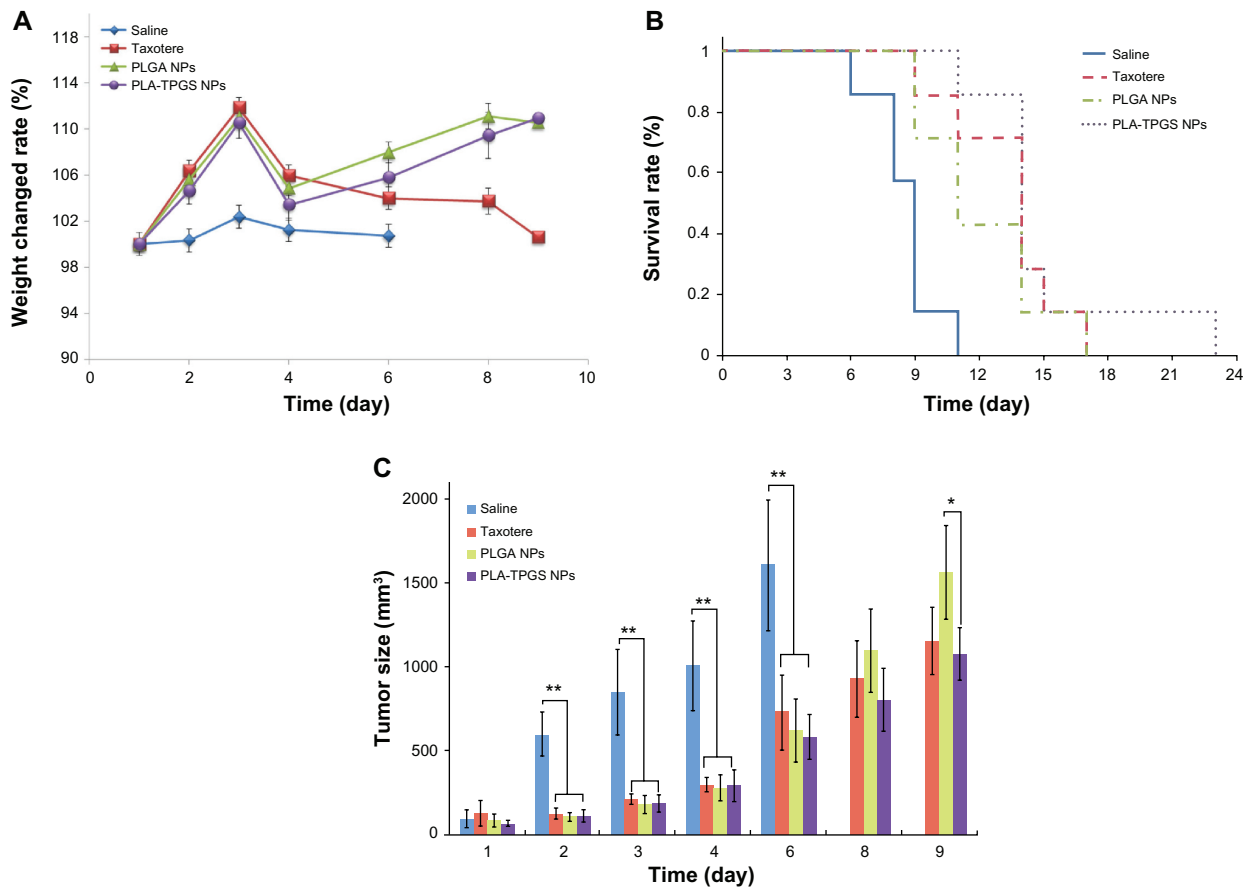 A
Saline
Taxotere
PLGA NPs
PLA-TPGS NPs
Weight changed rate (%)
118
114
110
106
102
98
94
90
0 2 4 6 8 10
Time (day)
B
Saline
Taxotere
PLGA NPs
PLA-TPGS NPs
Survival rate (%)
1
0.8
0.6
0.4
0.2
0
0 3 6 9 12 15 18 21 24
Time (day)
C
Saline
Taxotere
PLGA NPs
PLA-TPGS NPs
Tumor size (mm³)
2000
1500
1000
500
0
** ** ** ** *
1 2 3 4 6 8 9
Time (day)